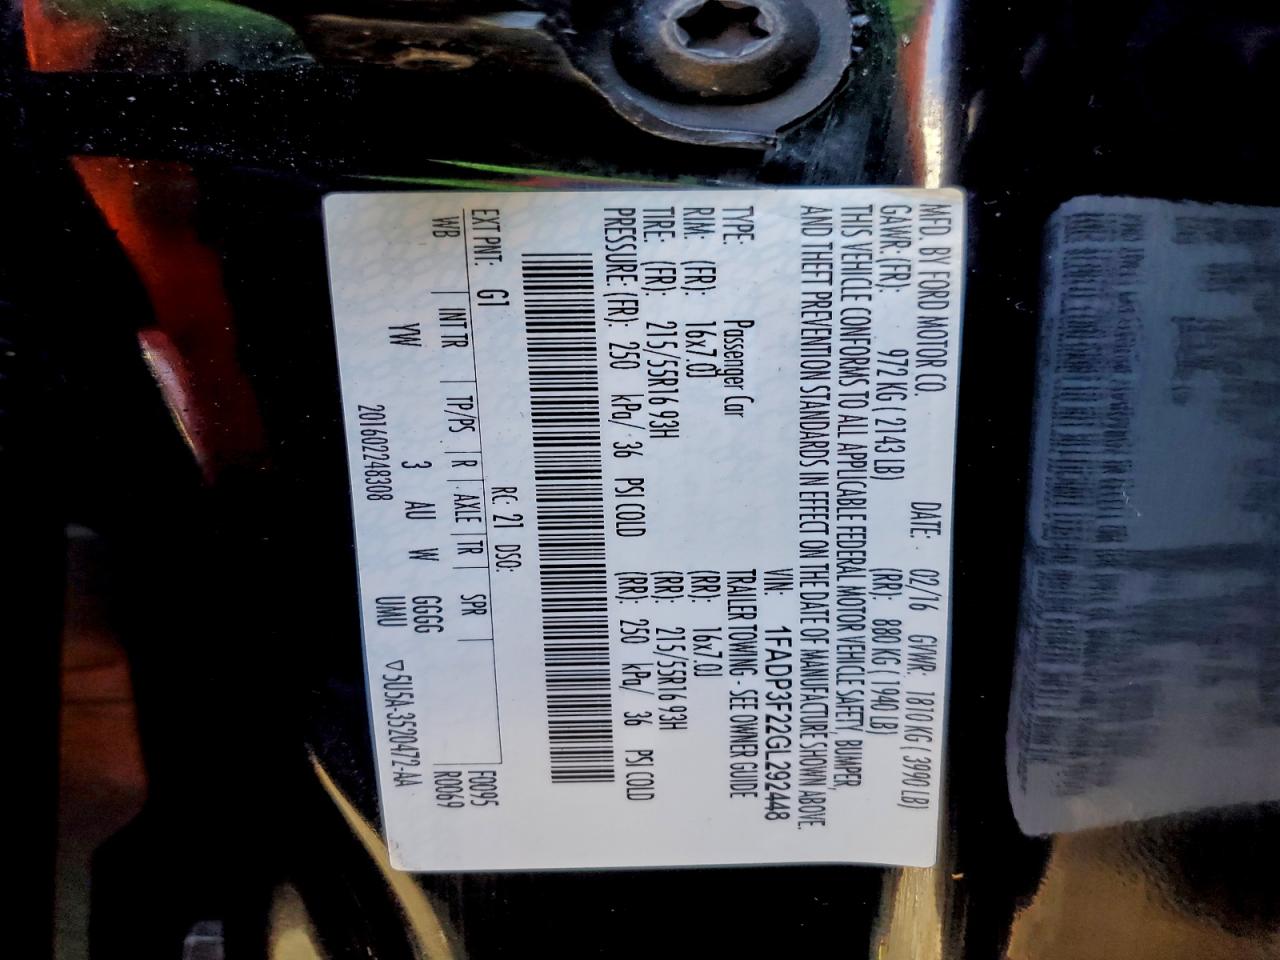 MFD. BY FORD MOTOR CO. DATE: 02/16 GVWR: 1810 KG ( 3990 LB)
GAWR: (FR): 972 KG ( 2143 LB) (RR): 880 KG ( 1940 LB)
THIS VEHICLE CONFORMS TO ALL APPLICABLE FEDERAL MOTOR VEHICLE SAFETY, BUMPER,
AND THEFT PREVENTION STANDARDS IN EFFECT ON THE DATE OF MANUFACTURE SHOWN ABOVE.
VIN: 1FADP3F22GL292448
TYPE: Passenger Car TRAILER TOWING - SEE OWNER GUIDE
RIM: (FR): 16x7.0J (RR): 16x7.0J
TIRE: (FR): 215/55R16 93H (RR): 215/55R16 93H
PRESSURE: (FR): 250 kPa/ 36 PSI COLD (RR): 250 kPa/ 36 PSI COLD
EXT PNT: G1 RC: 21 DSO: F0095
WB INT TR TP/PS R AXLE TR SPR R0069
YW 3 AU W GGGG
201602248308 UMU ▽5U5A-3520472-AA